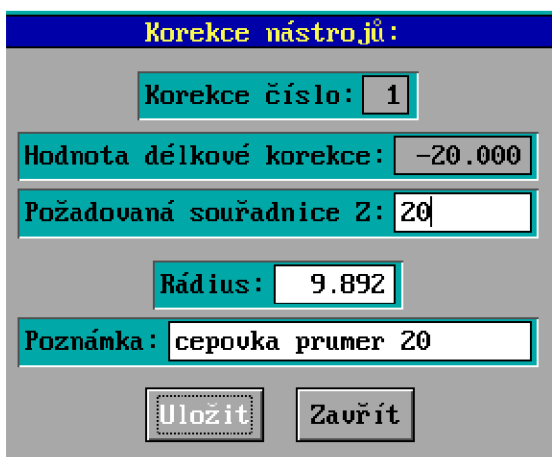 Korekce nástrojů:
Korekce číslo: 1
Hodnota délkové korekce: -20.000
Požadovaná souřadnice Z: 20
Rádius: 9.892
Poznámka: cepovka prumer 20
Uložit Zavřít